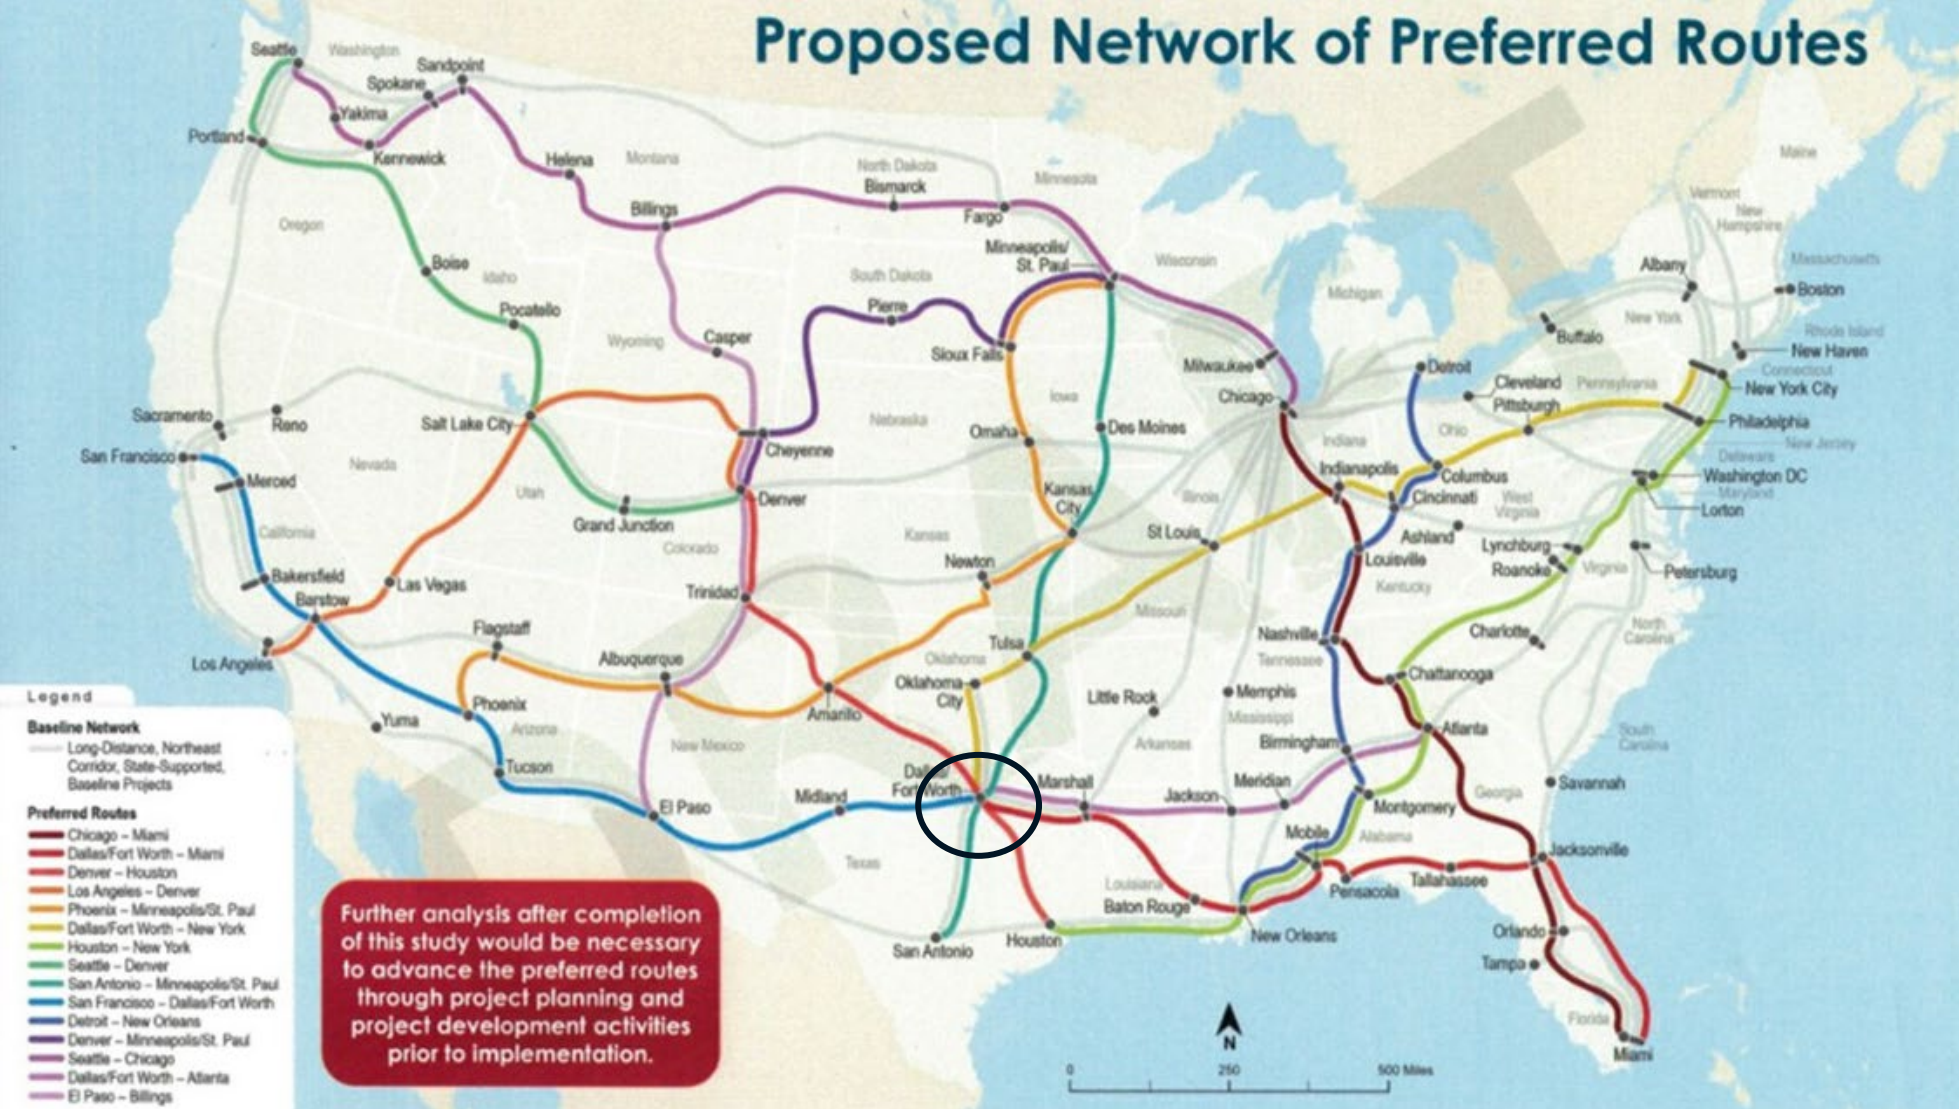 Proposed Network of Preferred Routes
Seattle
Washington
Sandpoint
Spokane
Yakima
Portland
Kennewick
Helena
Montana
North Dakota
Bismarck
Minnesota
Maine
Billings
Fargo
Vermont
New
Hampshire
Oregon
Minneapolis/
St. Paul
Wisconsin
Boise
Idaho
South Dakota
Michigan
Albany
Massachusetts
Boston
Pocatello
Pierre
New York
Buffalo
Rhode Island
Wyoming
Casper
Sioux Falls
Milwaukee
Detroit
New Haven
Connecticut
Cleveland
Pennsylvania
New York City
Iowa
Chicago
Pittsburgh
Sacramento
Reno
Salt Lake City
Nebraska
Omaha
Des Moines
Ohio
Philadelphia
New Jersey
San Francisco
Nevada
Cheyenne
Indiana
Indianapolis
Columbus
Delaware
Washington DC
Merced
Utah
Denver
Kansas
City
Illinois
Cincinnati
West
Virginia
Maryland
Lorton
Grand Junction
California
Colorado
Kansas
St Louis
Ashland
Lynchburg
Louisville
Roanoke
Virginia
Petersburg
Bakersfield
Las Vegas
Newton
Kentucky
Barstow
Trinidad
Missouri
Flagstaff
Tulsa
Nashville
Charlotte
North
Carolina
Los Angeles
Albuquerque
Oklahoma
Tennessee
Oklahoma
City
Little Rock
Memphis
Chattanooga
Phoenix
Yuma
Arizona
New Mexico
Amarillo
Mississippi
Arkansas
Birmingham
Atlanta
South
Carolina
Tucson
Dallas/
Fort Worth
Marshall
Meridian
Savannah
El Paso
Midland
Jackson
Georgia
Montgomery
Mobile
Alabama
Texas
Jacksonville
Louisiana
Pensacola
Tallahassee
Baton Rouge
San Antonio
Houston
New Orleans
Orlando
Tampa
Florida
Miami
Legend
Baseline Network
Long-Distance, Northeast
Corridor, State-Supported,
Baseline Projects
Preferred Routes
Chicago – Miami
Dallas/Fort Worth – Miami
Denver – Houston
Los Angeles – Denver
Phoenix – Minneapolis/St. Paul
Dallas/Fort Worth – New York
Houston – New York
Seattle – Denver
San Antonio – Minneapolis/St. Paul
San Francisco – Dallas/Fort Worth
Detroit – New Orleans
Denver – Minneapolis/St. Paul
Seattle – Chicago
Dallas/Fort Worth – Atlanta
El Paso – Billings
Further analysis after completion
of this study would be necessary
to advance the preferred routes
through project planning and
project development activities
prior to implementation.
N
0 250 500 Miles